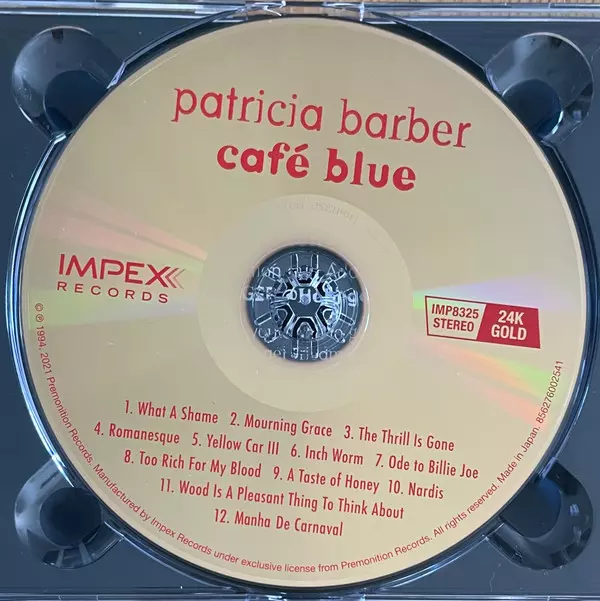 patricia barber
café blue
IMPEX
RECORDS
IMP8325
STEREO
24K
GOLD
1. What A Shame 2. Mourning Grace 3. The Thrill Is Gone
4. Romanesque 5. Yellow Car III 6. Inch Worm 7. Ode to Billie Joe
8. Too Rich For My Blood 9. A Taste of Honey 10. Nardis
11. Wood Is A Pleasant Thing To Think About
12. Manha De Carnaval
© ℗ 1994, 2021 Premonition Records. Manufactured by Impex Records under exclusive license from Premonition Records. All rights reserved. Made in Japan. 856276002541